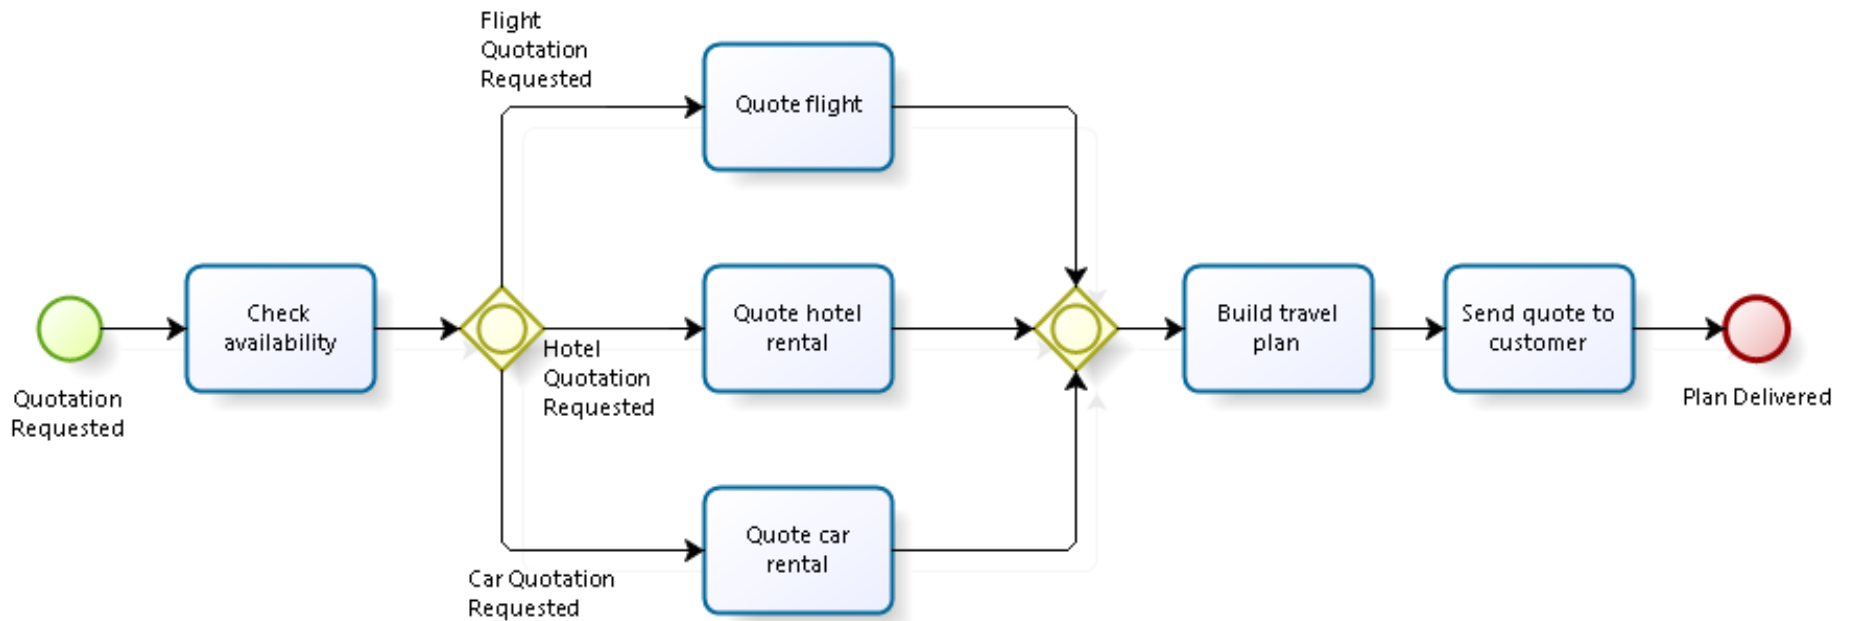 Flight
Quotation
Requested
Quote flight
Check
availability
Quote hotel
rental
Build travel
plan
Send quote to
customer
Hotel
Quotation
Requested
Quotation
Requested
Plan Delivered
Quote car
rental
Car Quotation
Requested